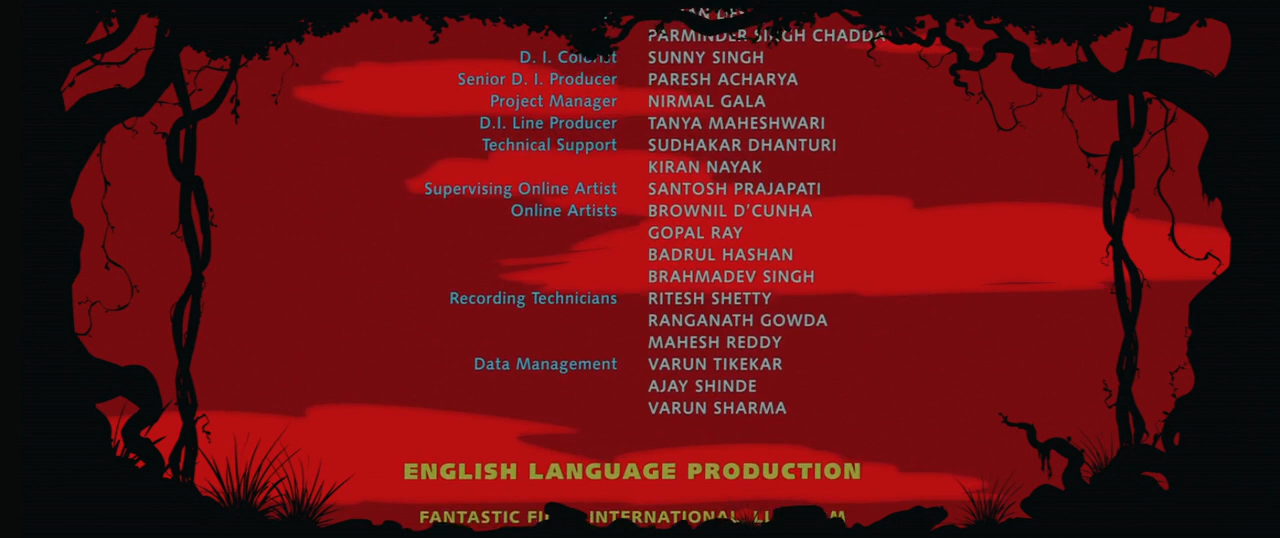 PARMINDER SINGH CHADDA
D. I. Colorist SUNNY SINGH
Senior D. I. Producer PARESH ACHARYA
Project Manager NIRMAL GALA
D.I. Line Producer TANYA MAHESHWARI
Technical Support SUDHAKAR DHANTURI
KIRAN NAYAK
Supervising Online Artist SANTOSH PRAJAPATI
Online Artists BROWNIL D'CUNHA
GOPAL RAY
BADRUL HASHAN
BRAHMADEV SINGH
Recording Technicians RITESH SHETTY
RANGANATH GOWDA
MAHESH REDDY
Data Management VARUN TIKEKAR
AJAY SHINDE
VARUN SHARMA
ENGLISH LANGUAGE PRODUCTION
FANTASTIC INTERNATIONAL